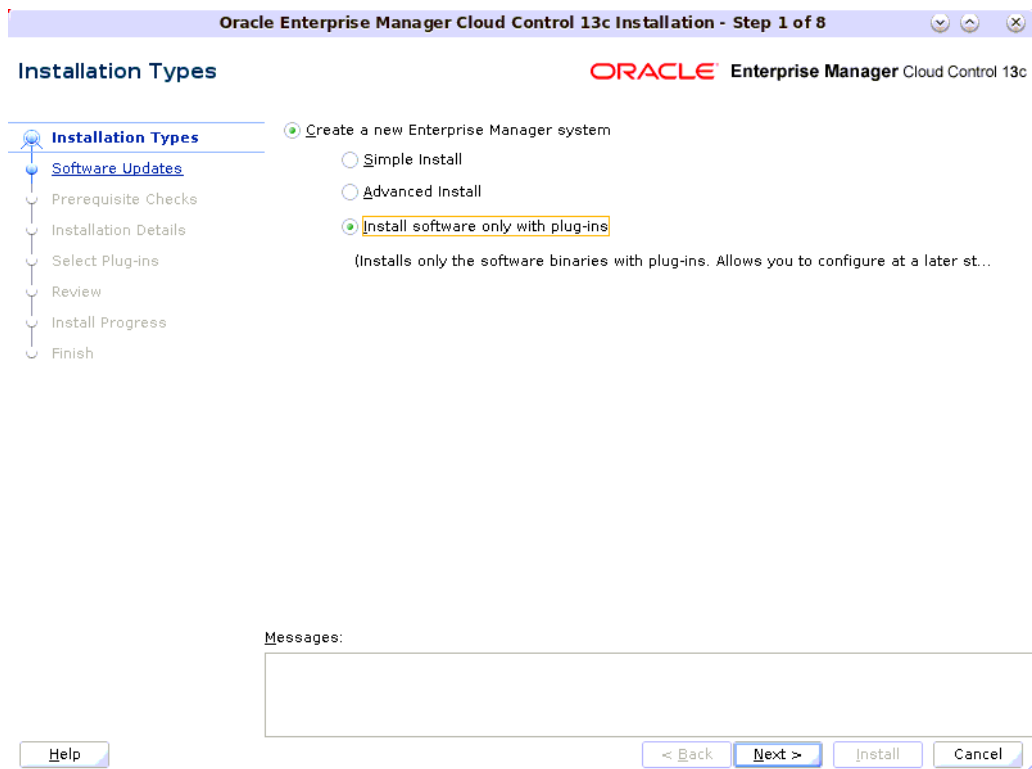 Oracle Enterprise Manager Cloud Control 13c Installation - Step 1 of 8
Installation Types
ORACLE Enterprise Manager Cloud Control 13c
Installation Types
Software Updates
Prerequisite Checks
Installation Details
Select Plug-ins
Review
Install Progress
Finish
Create a new Enterprise Manager system
Simple Install
Advanced Install
Install software only with plug-ins
(Installs only the software binaries with plug-ins. Allows you to configure at a later st...
Messages:
Help
< Back
Next >
Install
Cancel